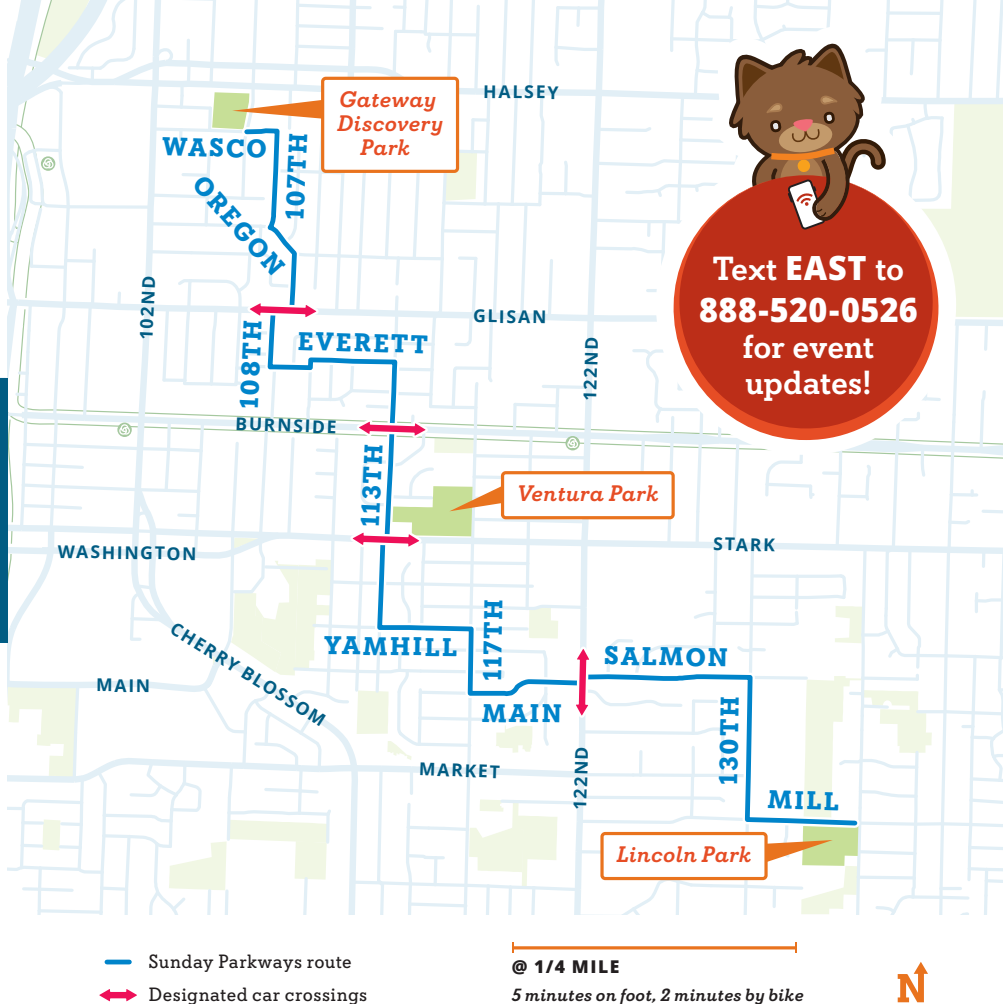 HALSEY
Gateway
Discovery
Park
WASCO
107TH
OREGON
102ND
GLISAN
Text EAST to
888-520-0526
for event
updates!
108TH
EVERETT
122ND
BURNSIDE
113TH
Ventura Park
WASHINGTON
STARK
CHERRY BLOSSOM
YAMHILL
117TH
SALMON
MAIN
MAIN
130TH
MARKET
122ND
MILL
Lincoln Park
Sunday Parkways route
Designated car crossings
@ 1/4 MILE
5 minutes on foot, 2 minutes by bike
N